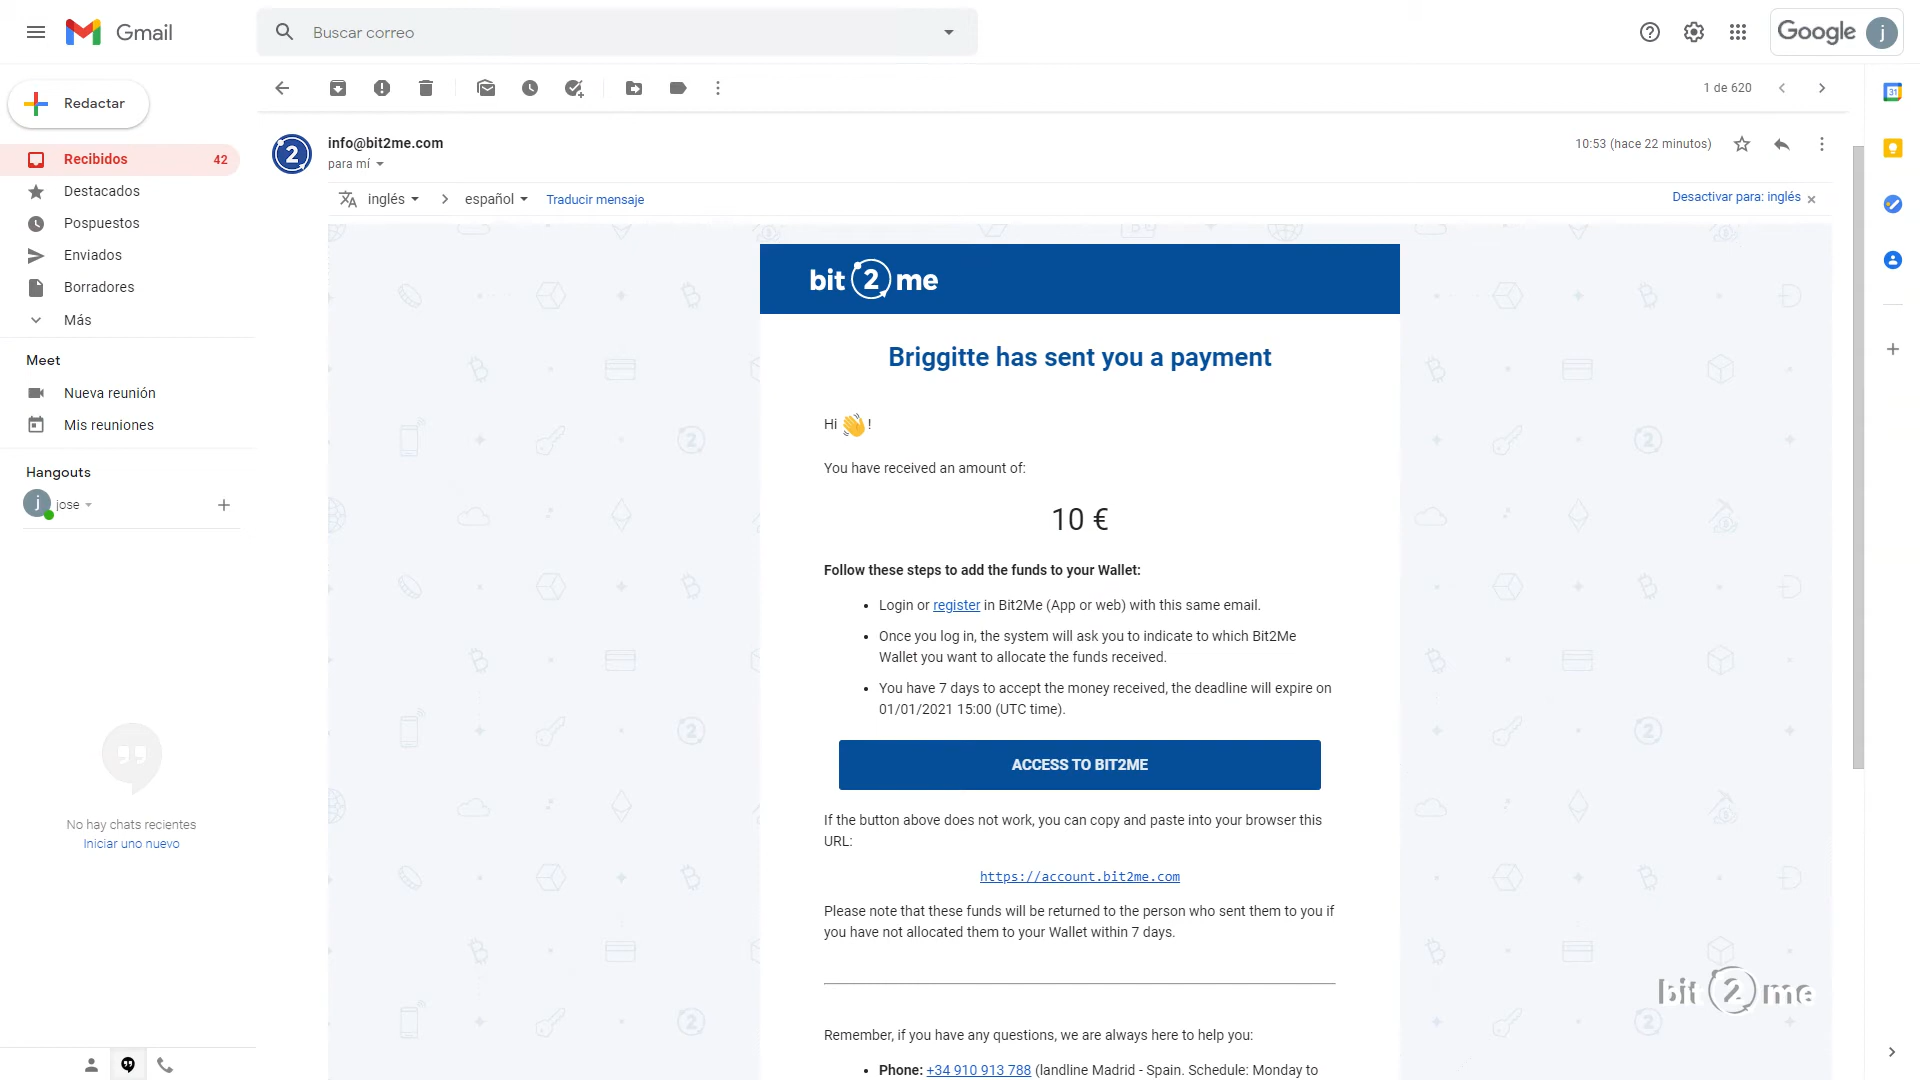 Gmail
Buscar correo
Google
j
Redactar
1 de 620
31
Recibidos 42
Destacados
Pospuestos
Enviados
Borradores
Más
Meet
Nueva reunión
Mis reuniones
Hangouts
j
jose
No hay chats recientes
Iniciar uno nuevo
2
info@bit2me.com
para mí
10:53 (hace 22 minutos)
inglés
español
Traducir mensaje
Desactivar para: inglés
bit 2 me
Briggitte has sent you a payment
Hi 👋 !
You have received an amount of:
10 €
Follow these steps to add the funds to your Wallet:
• Login or register in Bit2Me (App or web) with this same email.
• Once you log in, the system will ask you to indicate to which Bit2Me
Wallet you want to allocate the funds received.
• You have 7 days to accept the money received, the deadline will expire on
01/01/2021 15:00 (UTC time).
ACCESS TO BIT2ME
If the button above does not work, you can copy and paste into your browser this
URL:
https://account.bit2me.com
Please note that these funds will be returned to the person who sent them to you if
you have not allocated them to your Wallet within 7 days.
Remember, if you have any questions, we are always here to help you:
• Phone: +34 910 913 788 (landline Madrid - Spain. Schedule: Monday to
bit 2 me